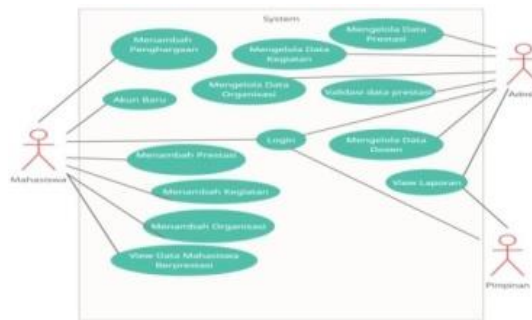 System
Menambah
Penghargaan
Mengelola Data
Prestasi
Mengelola Data
Kegiatan
Mengelola Data
Organisasi
Validasi data prestasi
Akun Baru
Login
Mengelola Data
Dosen
Menambah Prestasi
View Laporan
Menambah Kegiatan
Menambah Organisasi
View Data Mahasiswa
Berprestasi
Mahasiswa
Pimpinan